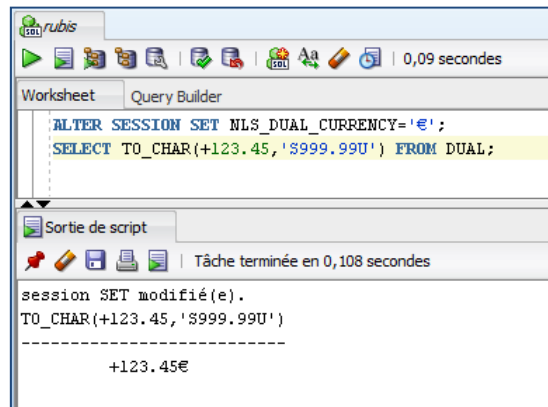 rubis
0,09 secondes
Worksheet Query Builder
ALTER SESSION SET NLS_DUAL_CURRENCY='€';
SELECT TO_CHAR(+123.45,'S999.99U') FROM DUAL;
Sortie de script
Tâche terminée en 0,108 secondes
session SET modifié(e).
TO_CHAR(+123.45,'S999.99U')
---------------------------
+123.45€